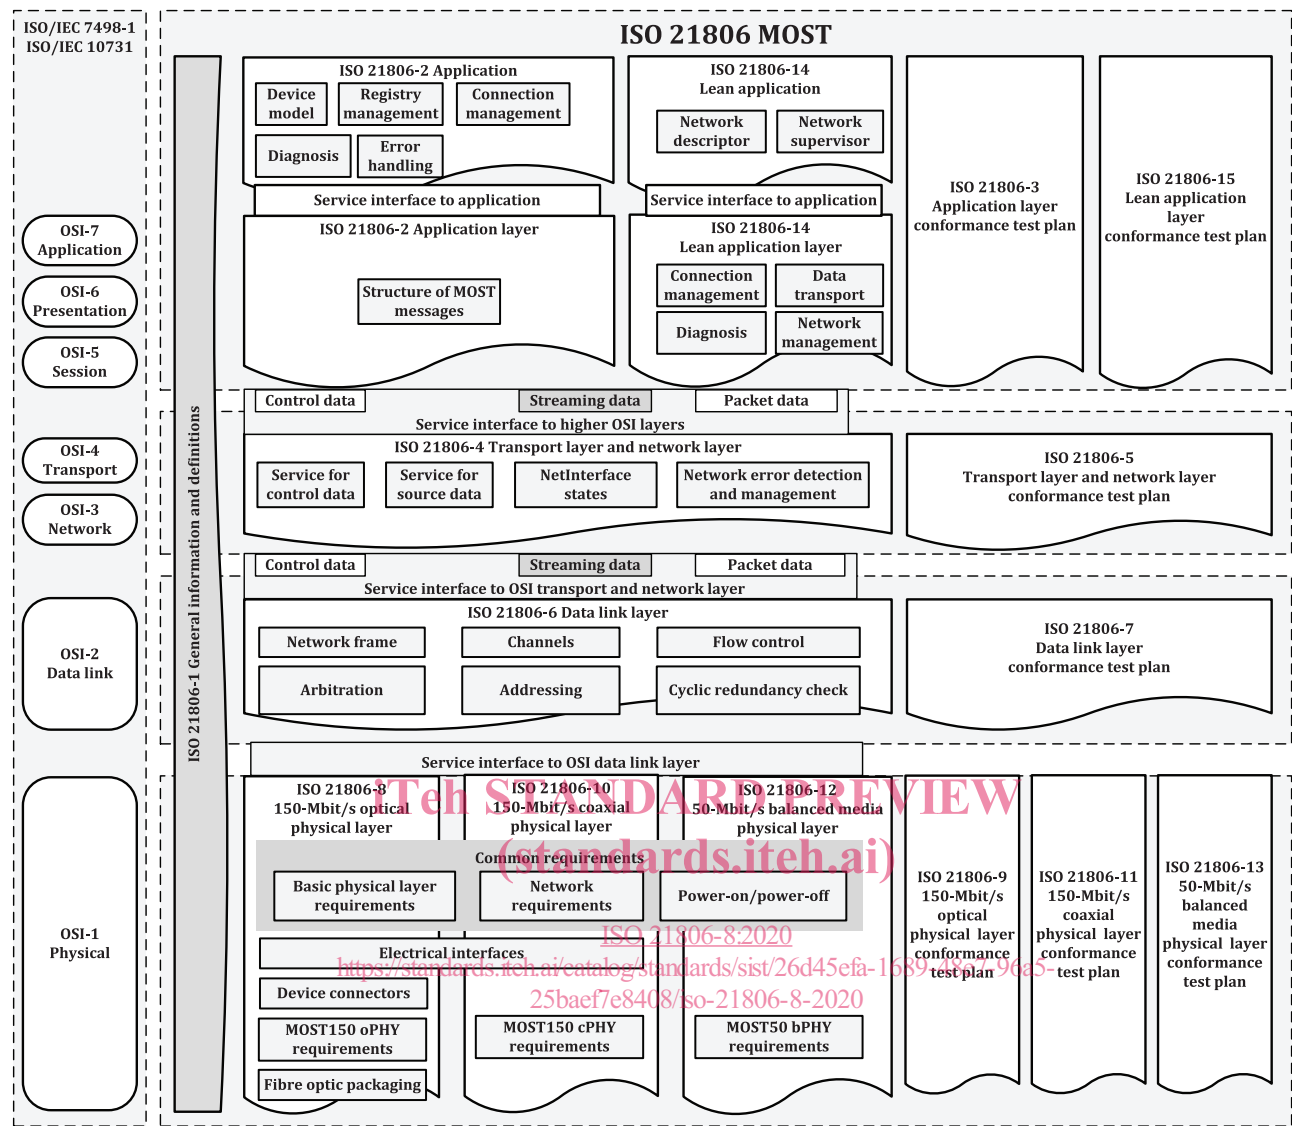 ISO/IEC 7498-1
ISO/IEC 10731
OSI-7
Application
OSI-6
Presentation
OSI-5
Session
OSI-4
Transport
OSI-3
Network
OSI-2
Data link
OSI-1
Physical
ISO 21806 MOST
ISO 21806-1 General information and definitions
ISO 21806-2 Application
Device
model
Registry
management
Connection
management
Diagnosis
Error
handling
Service interface to application
ISO 21806-2 Application layer
Structure of MOST
messages
ISO 21806-14
Lean application
Network
descriptor
Network
supervisor
Service interface to application
ISO 21806-14
Lean application layer
Connection
management
Data
transport
Diagnosis
Network
management
ISO 21806-3
Application layer
conformance test plan
ISO 21806-15
Lean application
layer
conformance test plan
Control data
Streaming data
Packet data
Service interface to higher OSI layers
ISO 21806-4 Transport layer and network layer
Service for
control data
Service for
source data
NetInterface
states
Network error detection
and management
ISO 21806-5
Transport layer and network layer
conformance test plan
Control data
Streaming data
Packet data
Service interface to OSI transport and network layer
ISO 21806-6 Data link layer
Network frame
Channels
Flow control
Arbitration
Addressing
Cyclic redundancy check
ISO 21806-7
Data link layer
conformance test plan
Service interface to OSI data link layer
ISO 21806-8
150-Mbit/s optical
physical layer
ISO 21806-10
150-Mbit/s coaxial
physical layer
ISO 21806-12
50-Mbit/s balanced media
physical layer
Common requirements
Basic physical layer
requirements
Network
requirements
Power-on/power-off
Electrical interfaces
Device connectors
MOST150 oPHY
requirements
Fibre optic packaging
MOST150 cPHY
requirements
MOST50 bPHY
requirements
ISO 21806-9
150-Mbit/s
optical
physical layer
conformance
test plan
ISO 21806-11
150-Mbit/s
coaxial
physical layer
conformance
test plan
ISO 21806-13
50-Mbit/s
balanced
media
physical layer
conformance
test plan
iTeh STANDARD PREVIEW
(standards.iteh.ai)
ISO 21806-8:2020
https://standards.iteh.ai/catalog/standards/sist/26d45efa-1689-48e7-96a5-
25baef7e8408/iso-21806-8-2020